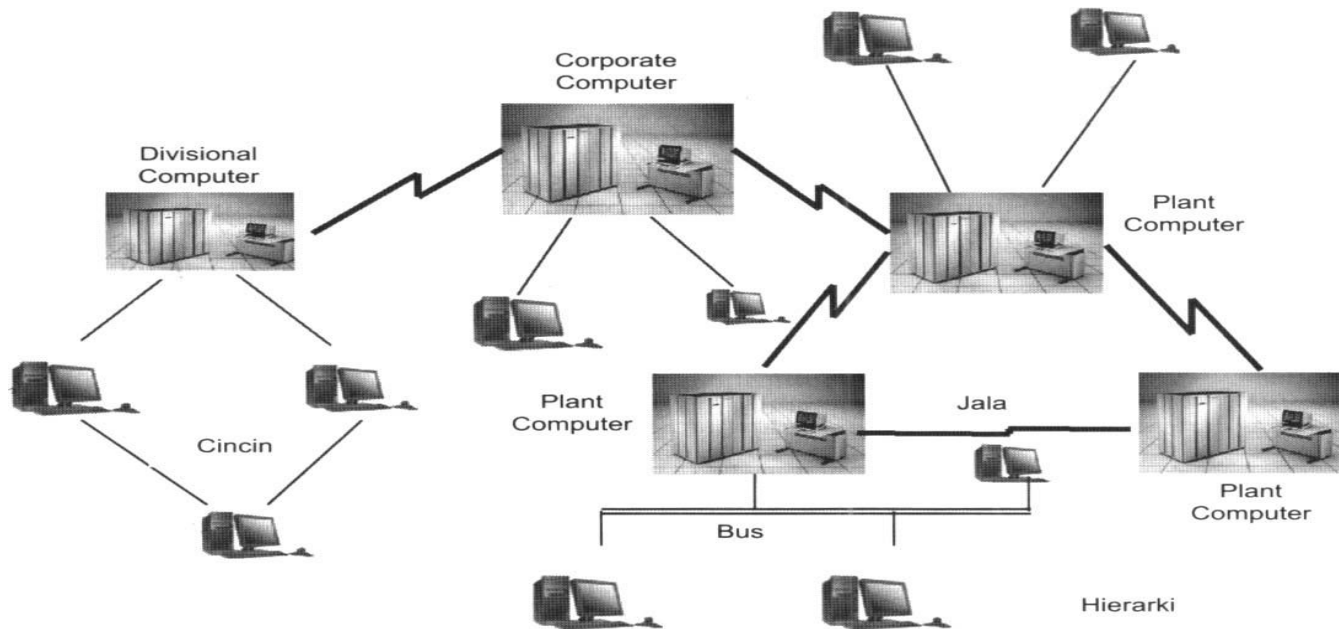 Corporate
Computer
Divisional
Computer
Plant
Computer
Plant
Computer
Jala
Cincin
Plant
Computer
Bus
Hierarki